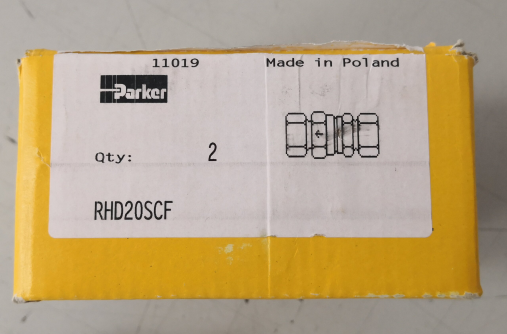 11019 Made in Poland
Parker
Qty: 2
RHD20SCF